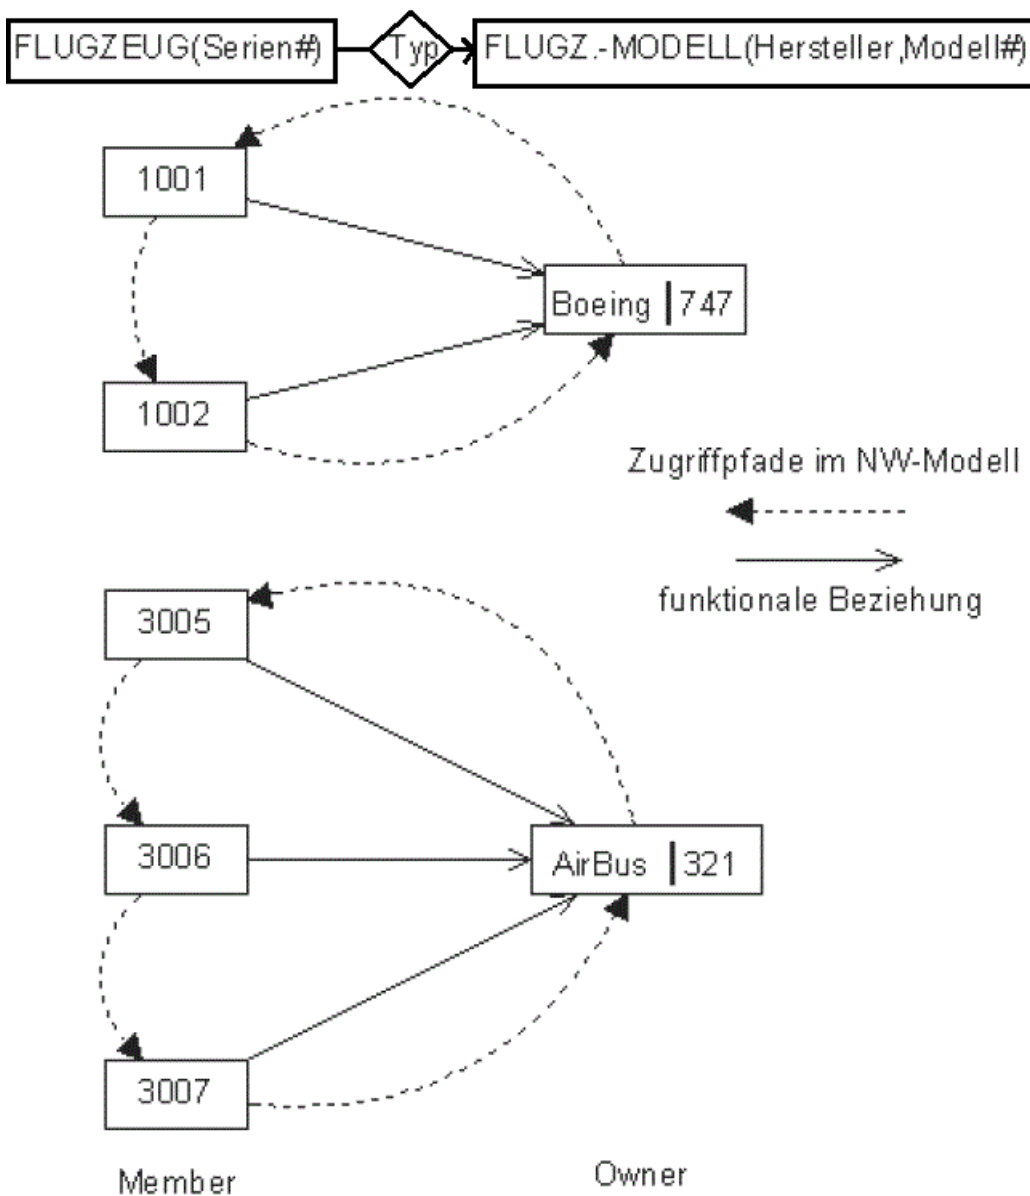 FLUGZEUG(Serien#) Typ FLUGZ.-MODELL(Hersteller,Modell#)
1001
Boeing | 747
1002
Zugriffpfade im NW-Modell
funktionale Beziehung
3005
3006
AirBus | 321
3007
Member
Owner